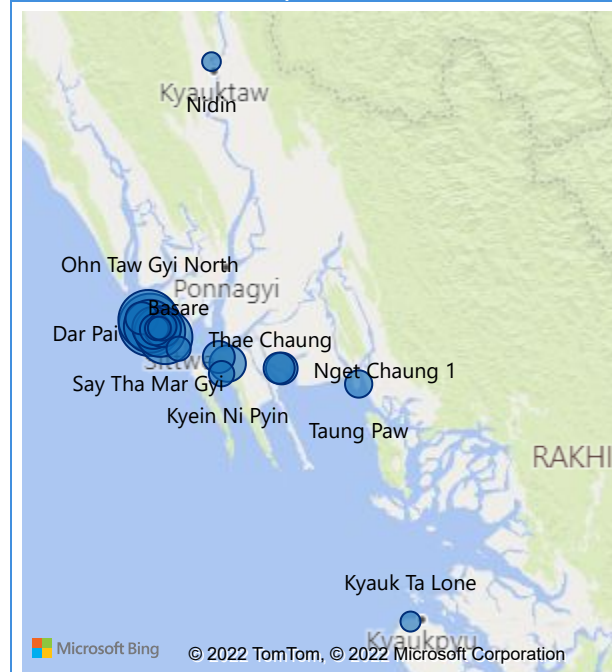 Kyauktaw
Nidin
Ohn Taw Gyi North
Ponnagyi
Basare
Dar Pai
Thae Chaung
Sittwe
Nget Chaung 1
Say Tha Mar Gyi
Kyein Ni Pyin
Taung Paw
RAKHI
Kyauk Ta Lone
Kyaukpyu
Microsoft Bing
© 2022 TomTom, © 2022 Microsoft Corporation